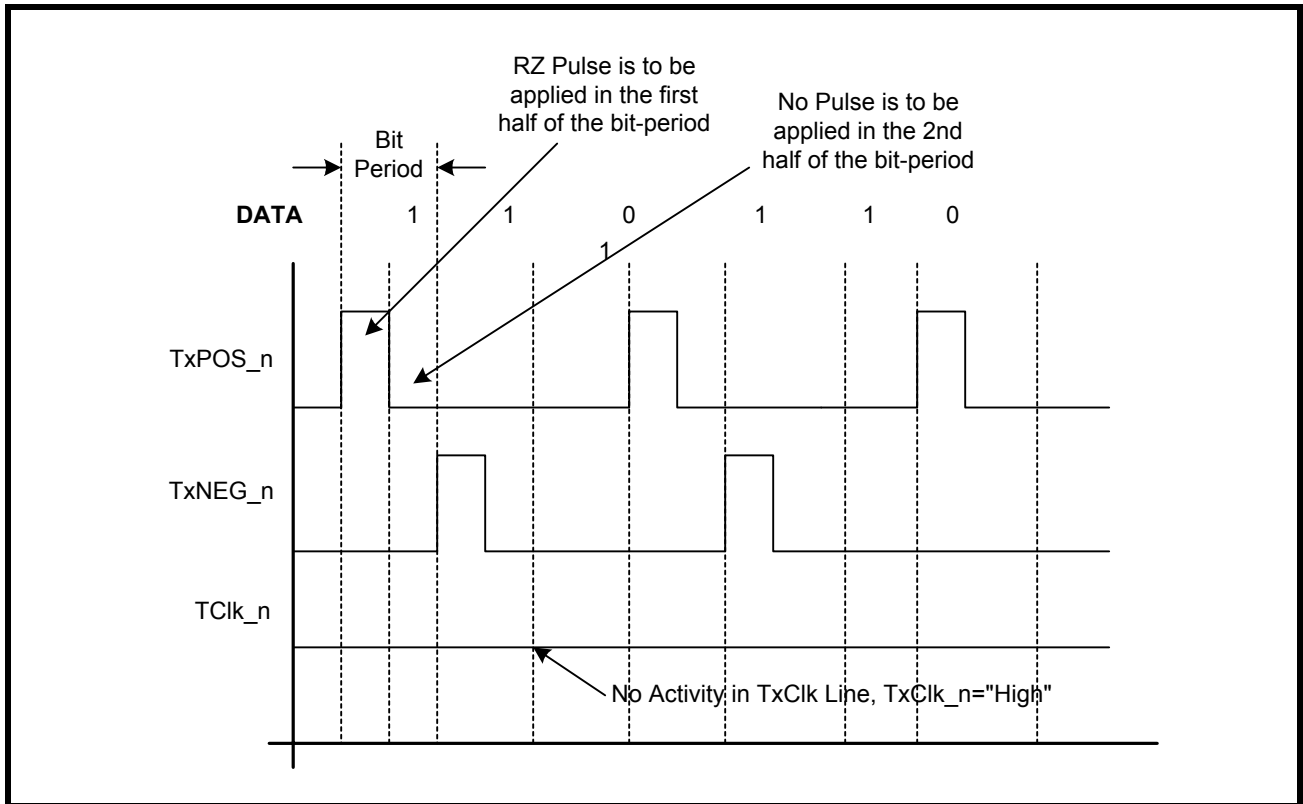 RZ Pulse is to be
applied in the first
half of the bit-period
No Pulse is to be
applied in the 2nd
half of the bit-period
Bit
Period
DATA 1 1 0 1 1 0
1
TxPOS_n
TxNEG_n
TClk_n
No Activity in TxClk Line, TxClk_n="High"